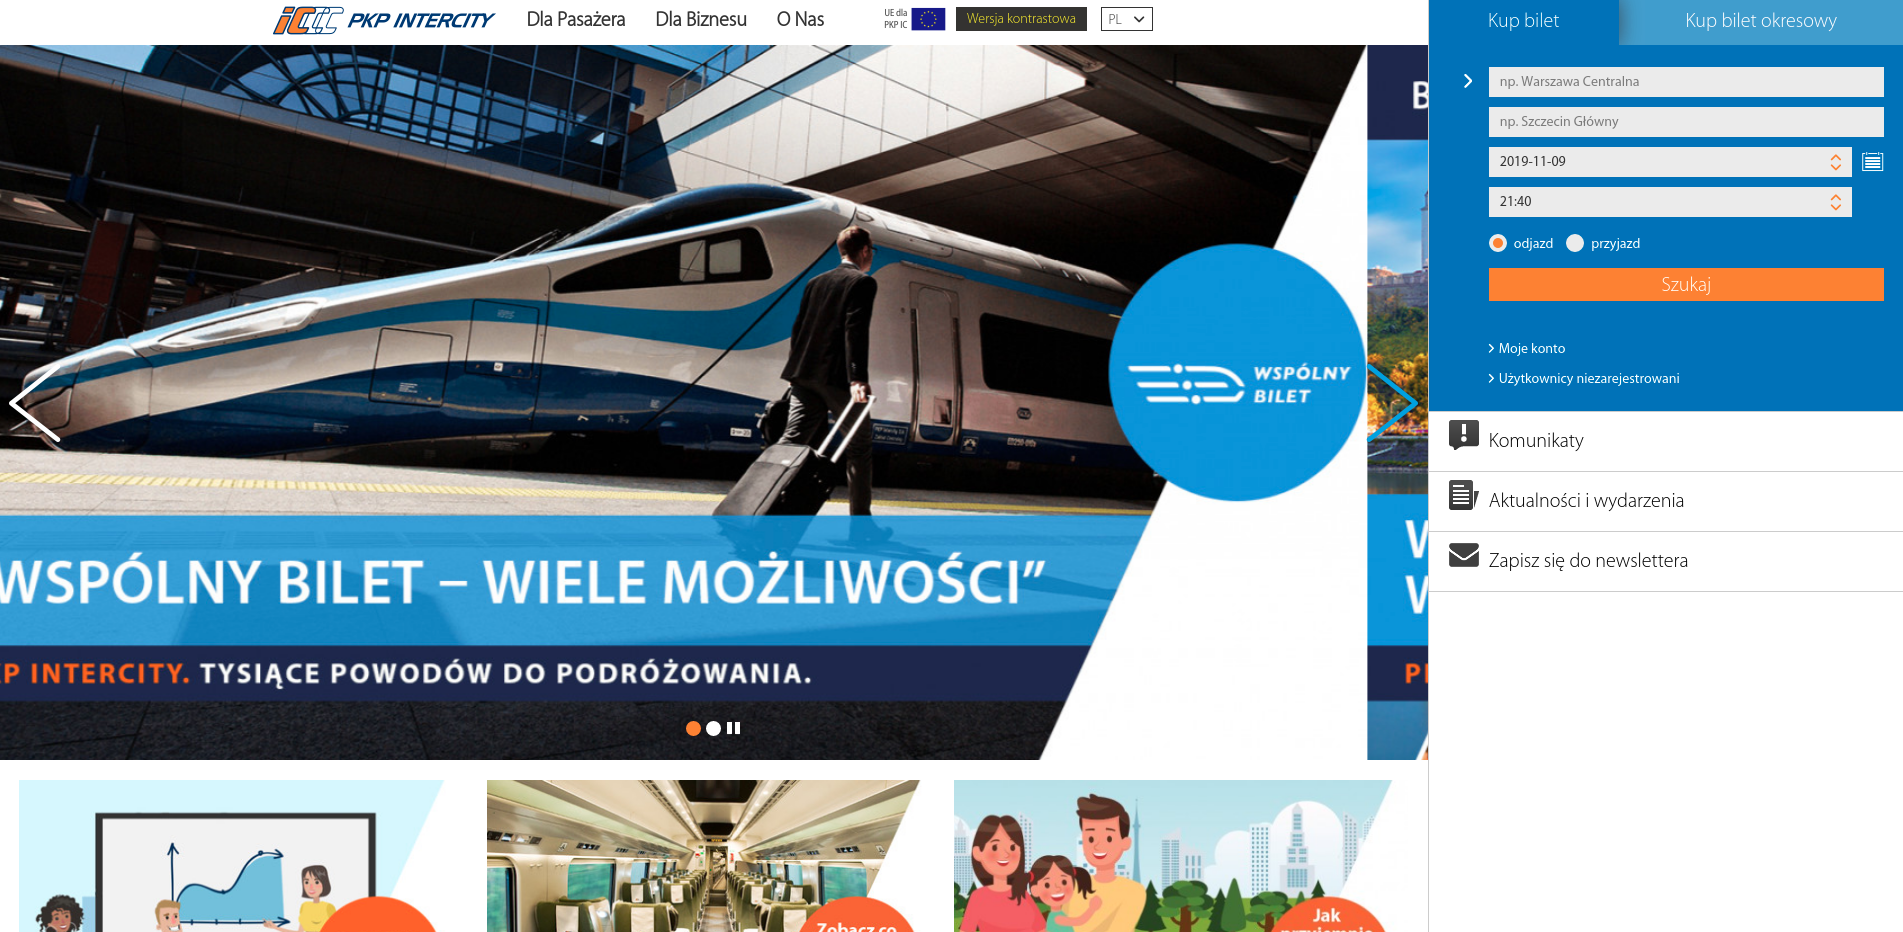 PKP INTERCITY
Dla Pasażera
Dla Biznesu
O Nas
UE dla
PKP IC
Wersja kontrastowa
PL
WSPÓLNY
BILET
WSPÓLNY BILET – WIELE MOŻLIWOŚCI”
KP INTERCITY. TYSIĄCE POWODÓW DO PODRÓŻOWANIA.
B
W
W
P
Zobacz co
Jak
przyjemnie
Kup bilet
Kup bilet okresowy
np. Warszawa Centralna
np. Szczecin Główny
2019-11-09
21:40
odjazd
przyjazd
Szukaj
Moje konto
Użytkownicy niezarejestrowani
Komunikaty
Aktualności i wydarzenia
Zapisz się do newslettera